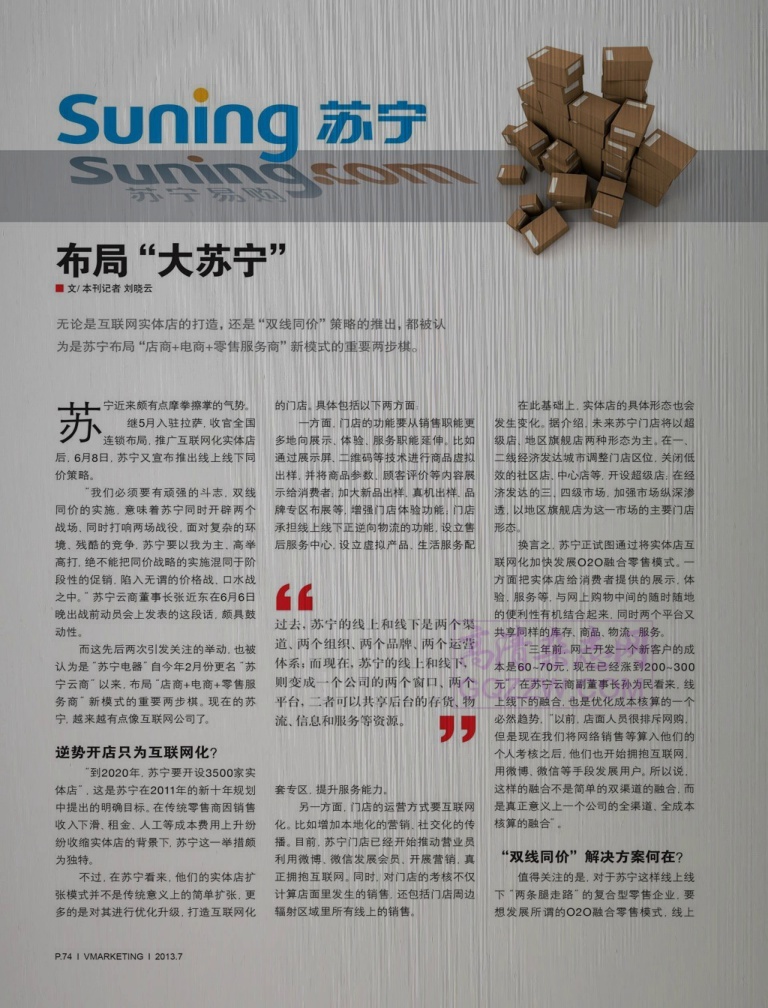 Suning 苏宁
Suning.com
苏宁易购
布局“大苏宁”
文/ 本刊记者 刘晓云
无论是互联网实体店的打造，还是“双线同价”策略的推出，都被认
为是苏宁布局“店商+电商+零售服务商”新模式的重要两步棋。
苏宁近来颇有点摩拳擦掌的气势。
继5月入驻拉萨，收官全国
连锁布局，推广互联网化实体店
后，6月8日，苏宁又宣布推出线上线下同
价策略。
“我们必须要有顽强的斗志，双线
同价的实施，意味着苏宁同时开辟两个
战场，同时打响两场战役，面对复杂的环
境，残酷的竞争，苏宁要以我为主，高举
高打，绝不能把同价战略的实施混同于阶
段性的促销，陷入无谓的价格战、口水战
之中。”苏宁云商董事长张近东在6月6日
晚出战前动员会上发表的这段话，颇具鼓
动性。
而这先后两次引发关注的举动，也被
认为是“苏宁电器”自今年2月份更名“苏
宁云商”以来，布局“店商+电商+零售服
务商”新模式的重要两步棋。现在的苏
宁，越来越有点像互联网公司了。
逆势开店只为互联网化？
“到2020年，苏宁要开设3500家实
体店”，这是苏宁在2011年的新十年规划
中提出的明确目标。在传统零售商因销售
收入下滑，租金、人工等成本费用上升纷
纷收缩实体店的背景下，苏宁这一举措颇
为独特。
不过，在苏宁看来，他们的实体店扩
张模式并不是传统意义上的简单扩张，更
多的是对其进行优化升级，打造互联网化
的门店。具体包括以下两方面：
一方面，门店的功能要从销售职能更
多地向展示、体验、服务职能延伸。比如
通过展示屏、二维码等技术进行商品虚拟
出样，并将商品参数、顾客评价等内容展
示给消费者；加大新品出样、真机出样、品
牌专区布展等，增强门店体验功能；门店
承担线上线下正逆向物流的功能，设立售
后服务中心，设立虚拟产品、生活服务配
“
过去，苏宁的线上和线下是两个渠
道、两个组织、两个品牌、两个运营
体系；而现在，苏宁的线上和线下，
则变成一个公司的两个窗口、两个
平台，二者可以共享后台的存货、物
流、信息和服务等资源。
”
套专区，提升服务能力。
另一方面，门店的运营方式要互联网
化。比如增加本地化的营销、社交化的传
播。目前，苏宁门店已经开始推动营业员
利用微博、微信发展会员、开展营销，真
正拥抱互联网。同时，对门店的考核不仅
计算店面里发生的销售，还包括门店周边
辐射区域里所有线上的销售。
在此基础上，实体店的具体形态也会
发生变化。据介绍，未来苏宁门店将以超
级店、地区旗舰店两种形态为主。在一、
二线经济发达城市调整门店区位，关闭低
效的社区店、中心店等，开设超级店；在经
济发达的三、四级市场，加强市场纵深渗
透，以地区旗舰店为这一市场的主要门店
形态。
换言之，苏宁正试图通过将实体店互
联网化加快发展O2O融合零售模式。一
方面把实体店给消费者提供的展示、体
验、服务等，与网上购物中间的随时随地
的便利性有机结合起来，同时两个平台又
共享同样的库存、商品、物流、服务。
“三年前，网上开发一个新客户的成
本是60~70元，现在已经涨到200~300
元”，在苏宁云商副董事长孙为民看来，线
上线下的融合，也是优化成本核算的一个
必然趋势，“以前，店面人员很排斥网购，
但是现在我们将网络销售等算入他们的
个人考核之后，他们也开始拥抱互联网，
用微博、微信等手段发展用户。所以说，
这样的融合不是简单的双渠道的融合，而
是真正意义上一个公司的全渠道、全成本
核算的融合”。
“双线同价”解决方案何在？
值得关注的是，对于苏宁这样线上线
下“两条腿走路”的复合型零售企业，要
想发展所谓的O2O融合零售模式，线上
P.74 I VMARKETING I 2013.7